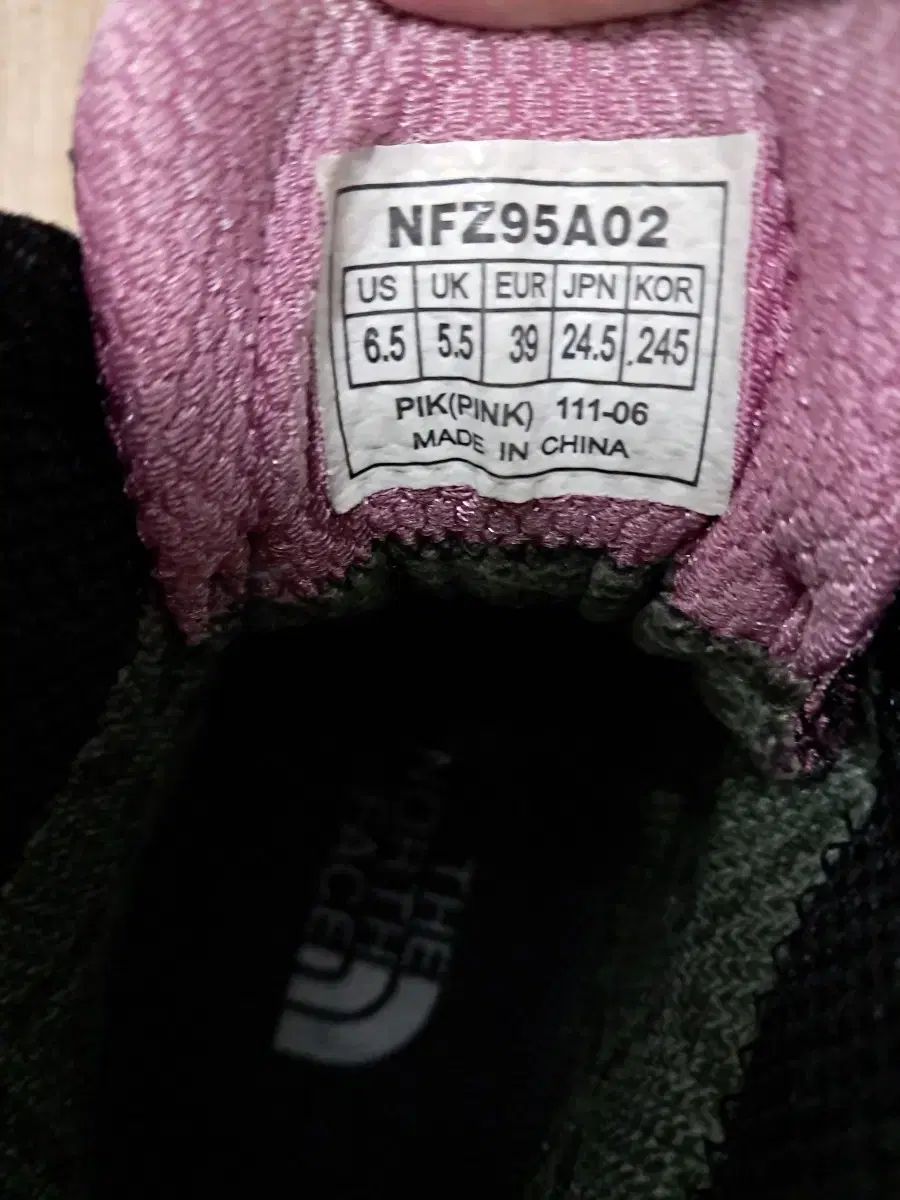 NFZ95A02
US UK EUR JPN KOR
6.5 5.5 39 24.5 .245
PIK(PINK) 111-06
MADE IN CHINA
THE
NORTH
FACE